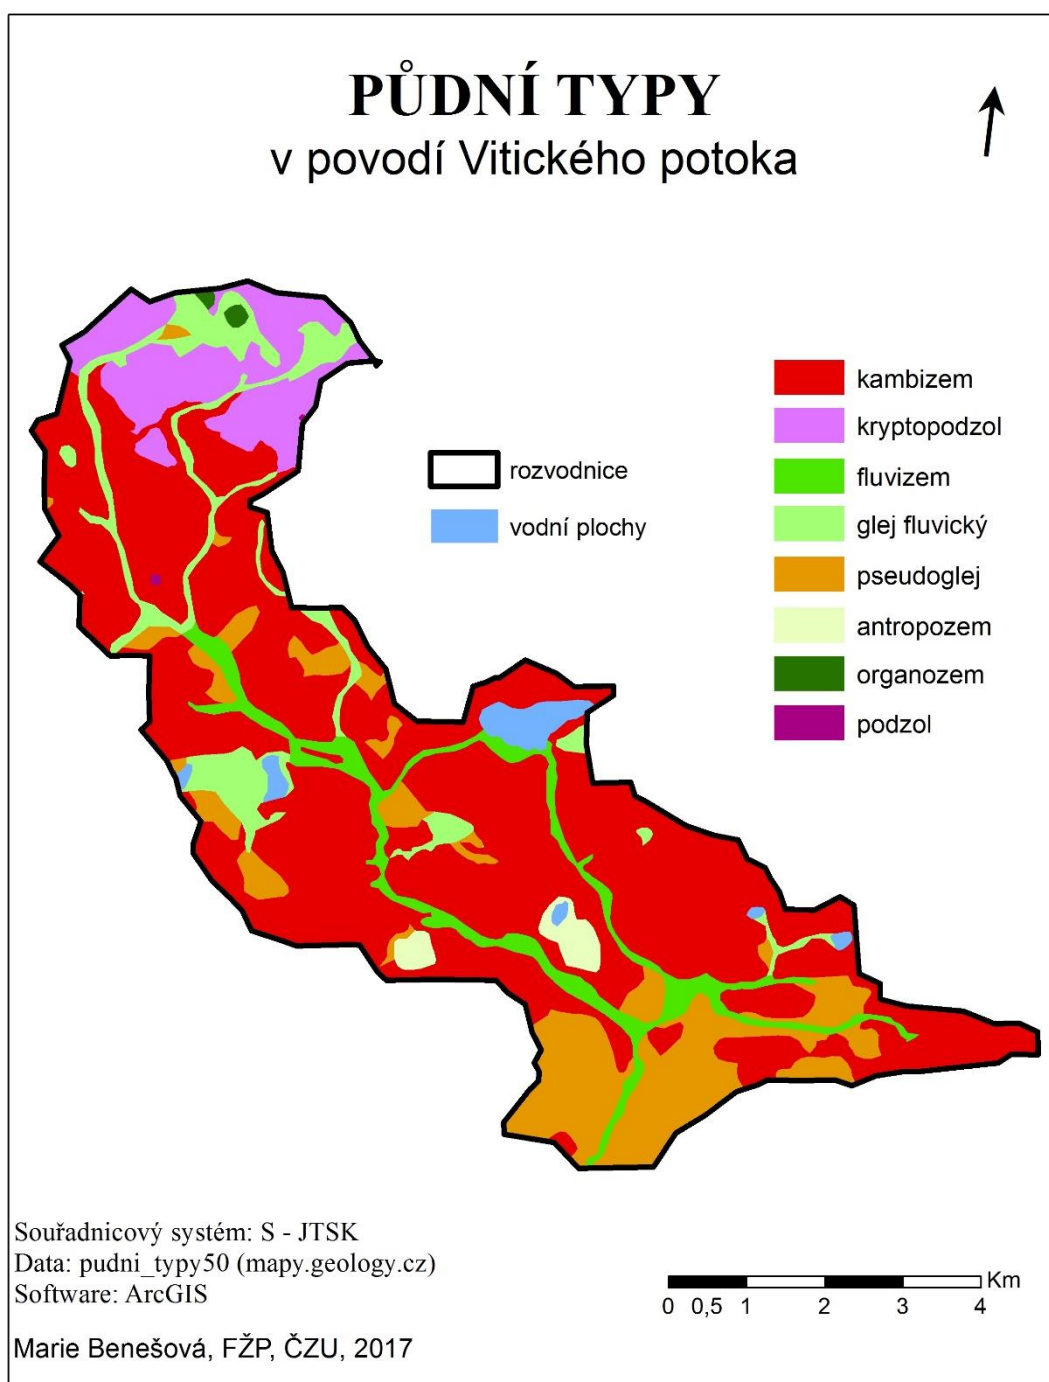 PŮDNÍ TYPY
v povodí Vitického potoka
rozvodnice
vodní plochy
kambizem
kryptopodzol
fluvizem
glej fluvický
pseudoglej
antropozem
organozem
podzol
Souřadnicový systém: S - JTSK
Data: pudni_typy50 (mapy.geology.cz)
Software: ArcGIS
Marie Benešová, FŽP, ČZU, 2017
Km
0 0,5 1 2 3 4